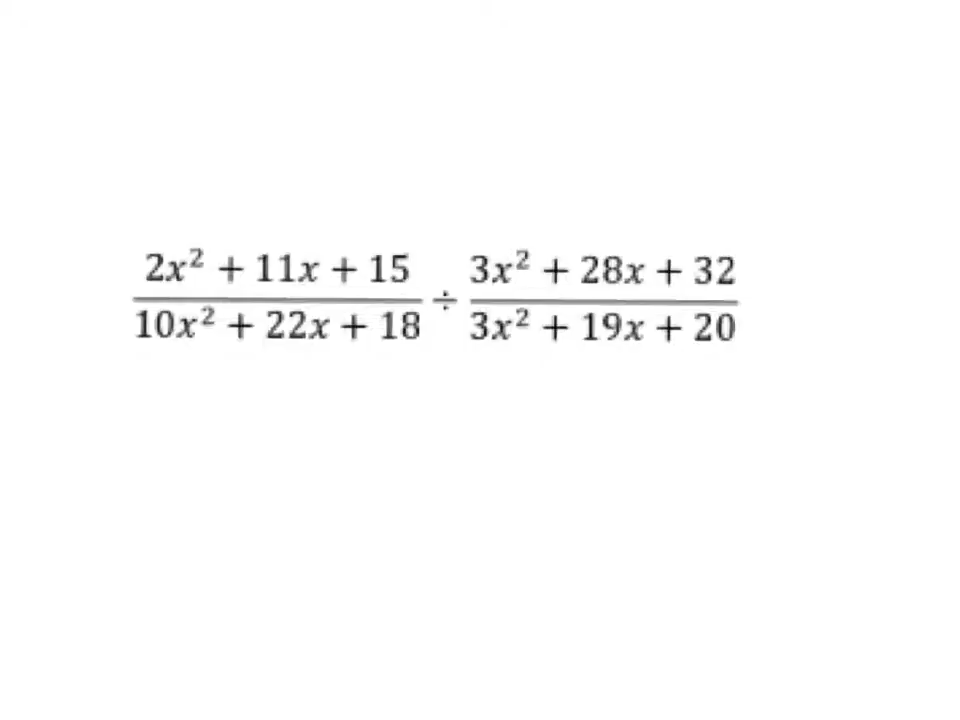 2x² + 11x + 15 / 10x² + 22x + 18 ÷ 3x² + 28x + 32 / 3x² + 19x + 20